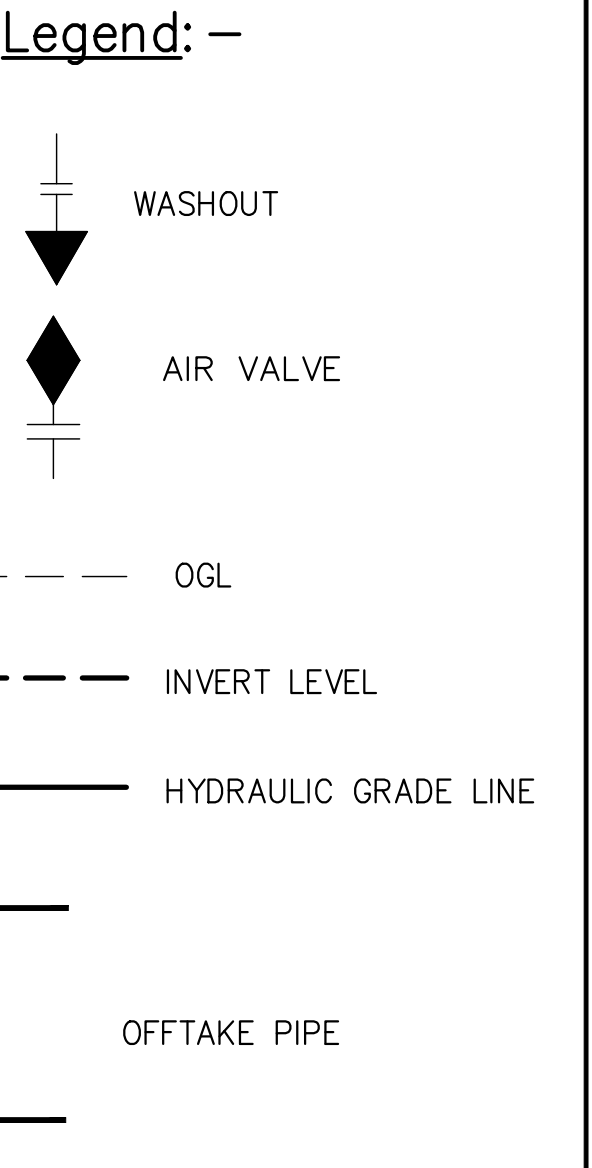 Legend: –
WASHOUT
AIR VALVE
OGL
INVERT LEVEL
HYDRAULIC GRADE LINE
OFFTAKE PIPE